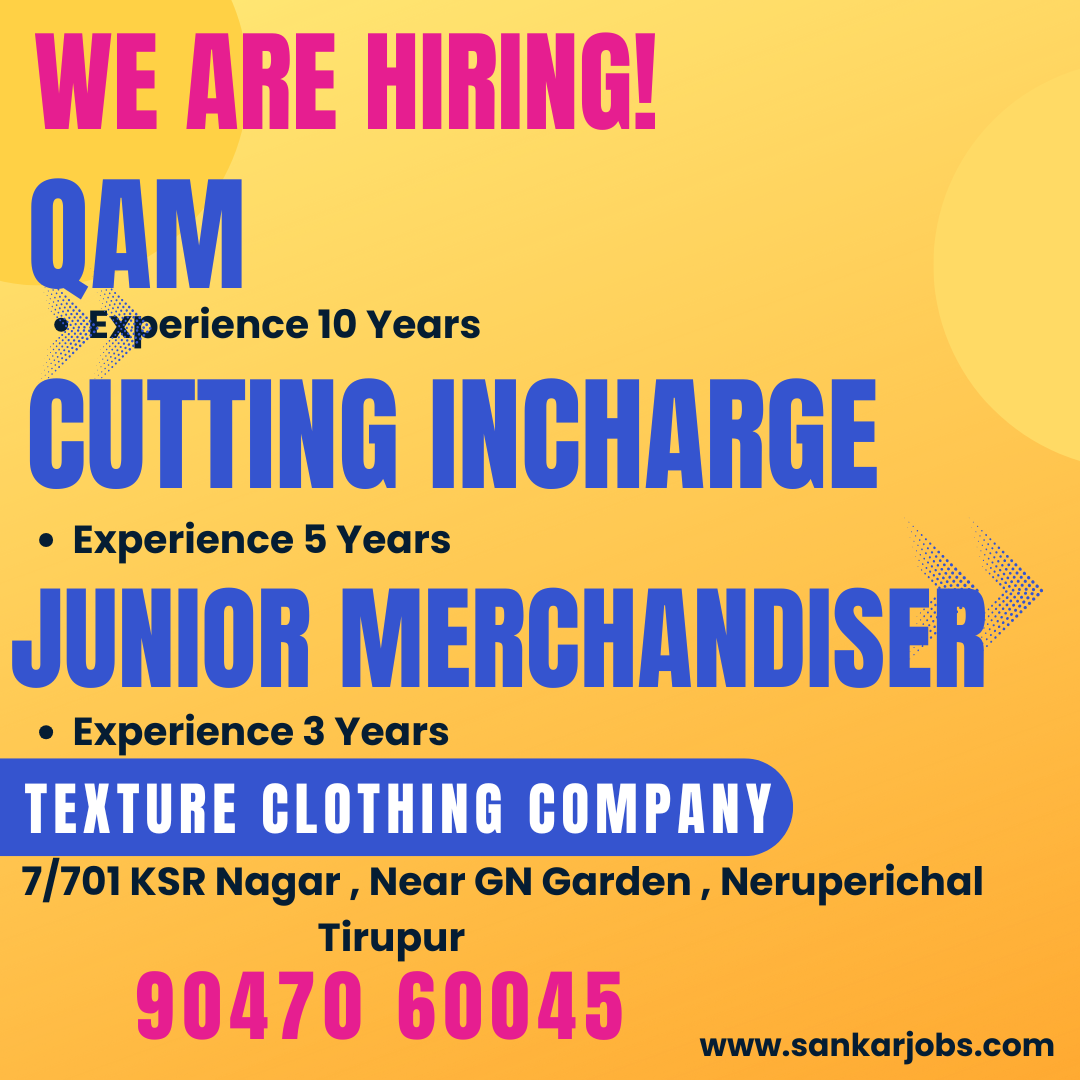 WE ARE HIRING!
QAM
• Experience 10 Years
CUTTING INCHARGE
• Experience 5 Years
JUNIOR MERCHANDISER
• Experience 3 Years
TEXTURE CLOTHING COMPANY
7/701 KSR Nagar , Near GN Garden , Neruperichal
Tirupur
90470 60045
www.sankarjobs.com